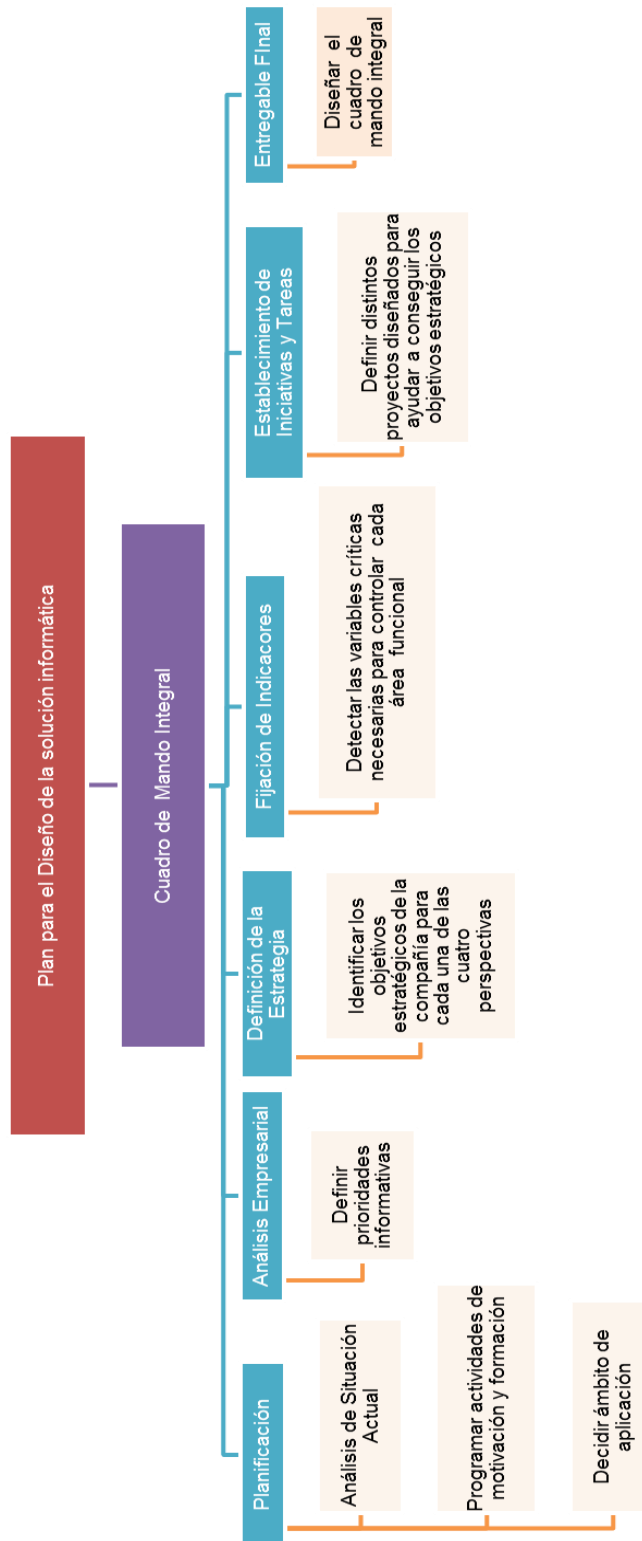 Plan para el Diseño de la solución informática
Cuadro de Mando Integral
Planificación
Análisis de Situación
Actual
Programar actividades de
motivación y formación
Decidir ámbito de
aplicación
Análisis Empresarial
Definir
prioridades
informativas
Definición de la
Estrategia
Identificar los
objetivos
estratégicos de la
compañía para
cada una de las
cuatro
perspectivas
Fijación de Indicacores
Detectar las variables críticas
necesarias para controlar cada
área funcional
Establecimiento de
Iniciativas y Tareas
Definir distintos
proyectos diseñados para
ayudar a conseguir los
objetivos estratégicos
Entregable FInal
Diseñar el
cuadro de
mando integral